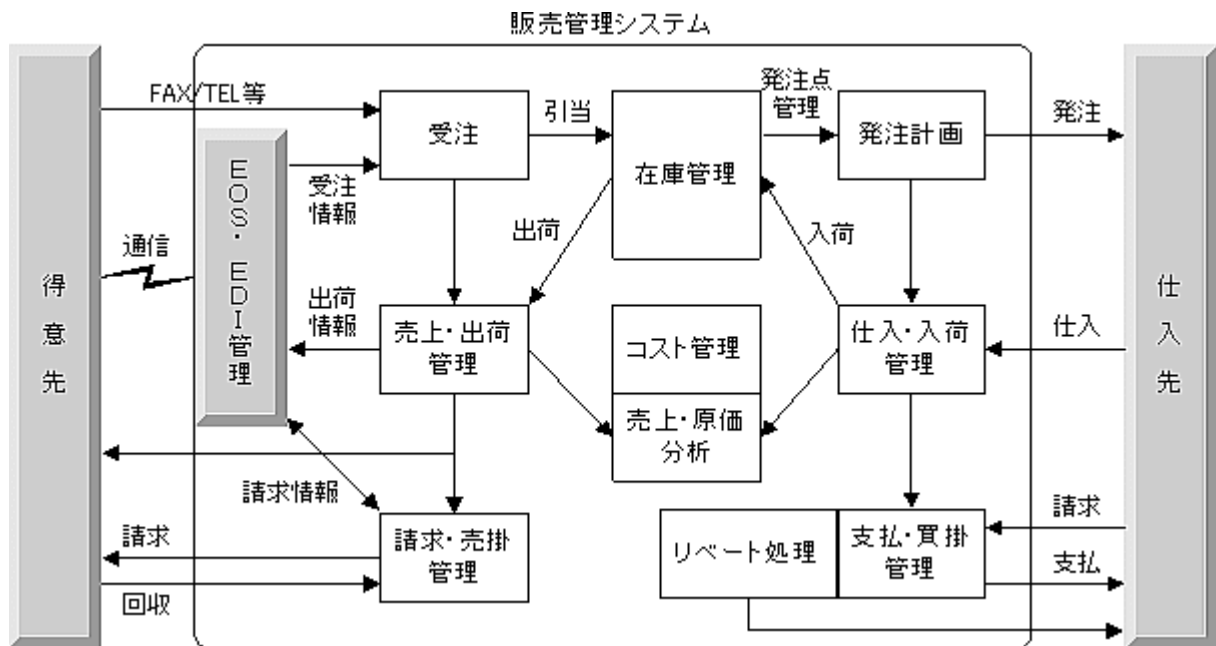 販売管理システム
FAX/TEL等
受注
引当
発注点
管理
発注計画
発注
在庫管理
EOS・EDI管理
受注
情報
通信
出荷
入荷
得意先
仕入先
出荷
情報
売上・出荷
管理
コスト管理
仕入・入荷
管理
仕入
売上・原価
分析
請求情報
請求
請求・売掛
管理
回収
リベート処理
支払・買掛
管理
請求
支払